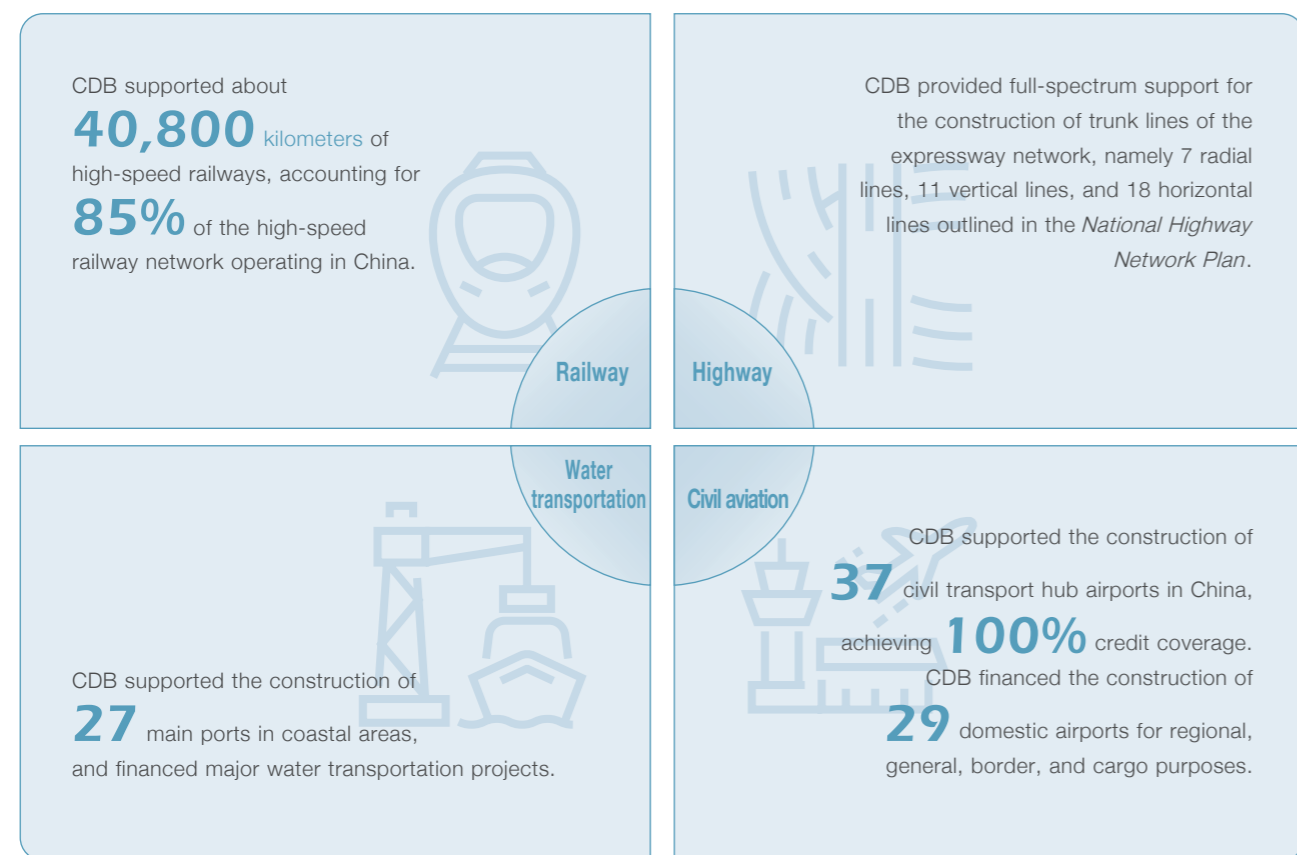 CDB supported about
40,800 kilometers of
high-speed railways, accounting for
85% of the high-speed
railway network operating in China.
Railway
CDB provided full-spectrum support for
the construction of trunk lines of the
expressway network, namely 7 radial
lines, 11 vertical lines, and 18 horizontal
lines outlined in the National Highway
Network Plan.
Highway
Water
transportation
CDB supported the construction of
27 main ports in coastal areas,
and financed major water transportation projects.
Civil aviation
CDB supported the construction of
37 civil transport hub airports in China,
achieving 100% credit coverage.
CDB financed the construction of
29 domestic airports for regional,
general, border, and cargo purposes.